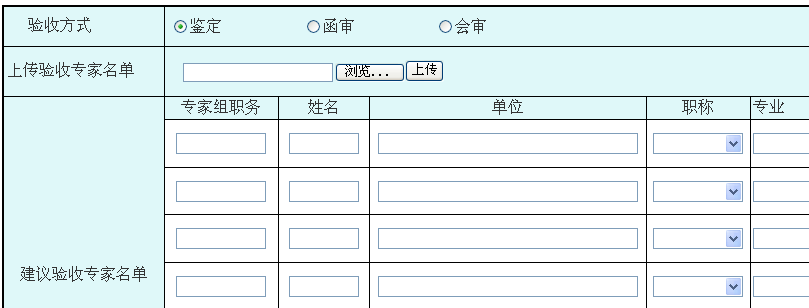 验收方式 鉴定 函审 会审
上传验收专家名单 浏览... 上传
专家组职务 姓名 单位 职称 专业
建议验收专家名单